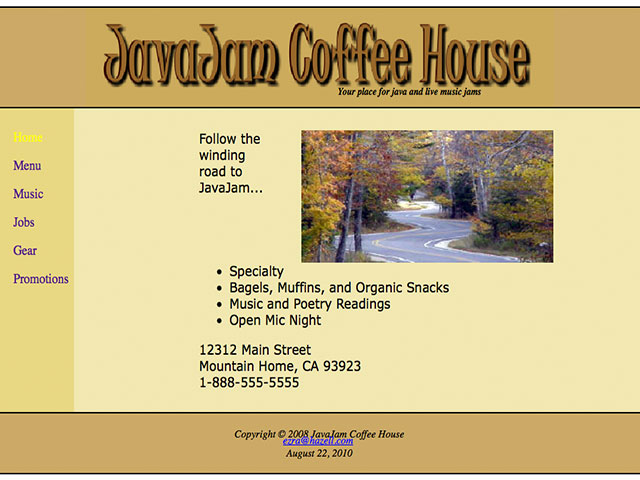 JavaJam Coffee House
Your place for java and live music jams
Home
Menu
Music
Jobs
Gear
Promotions
Follow the
winding
road to
JavaJam...
• Specialty
• Bagels, Muffins, and Organic Snacks
• Music and Poetry Readings
• Open Mic Night
12312 Main Street
Mountain Home, CA 93923
1-888-555-5555
Copyright © 2008 JavaJam Coffee House
ezra@hazell.com
August 22, 2010